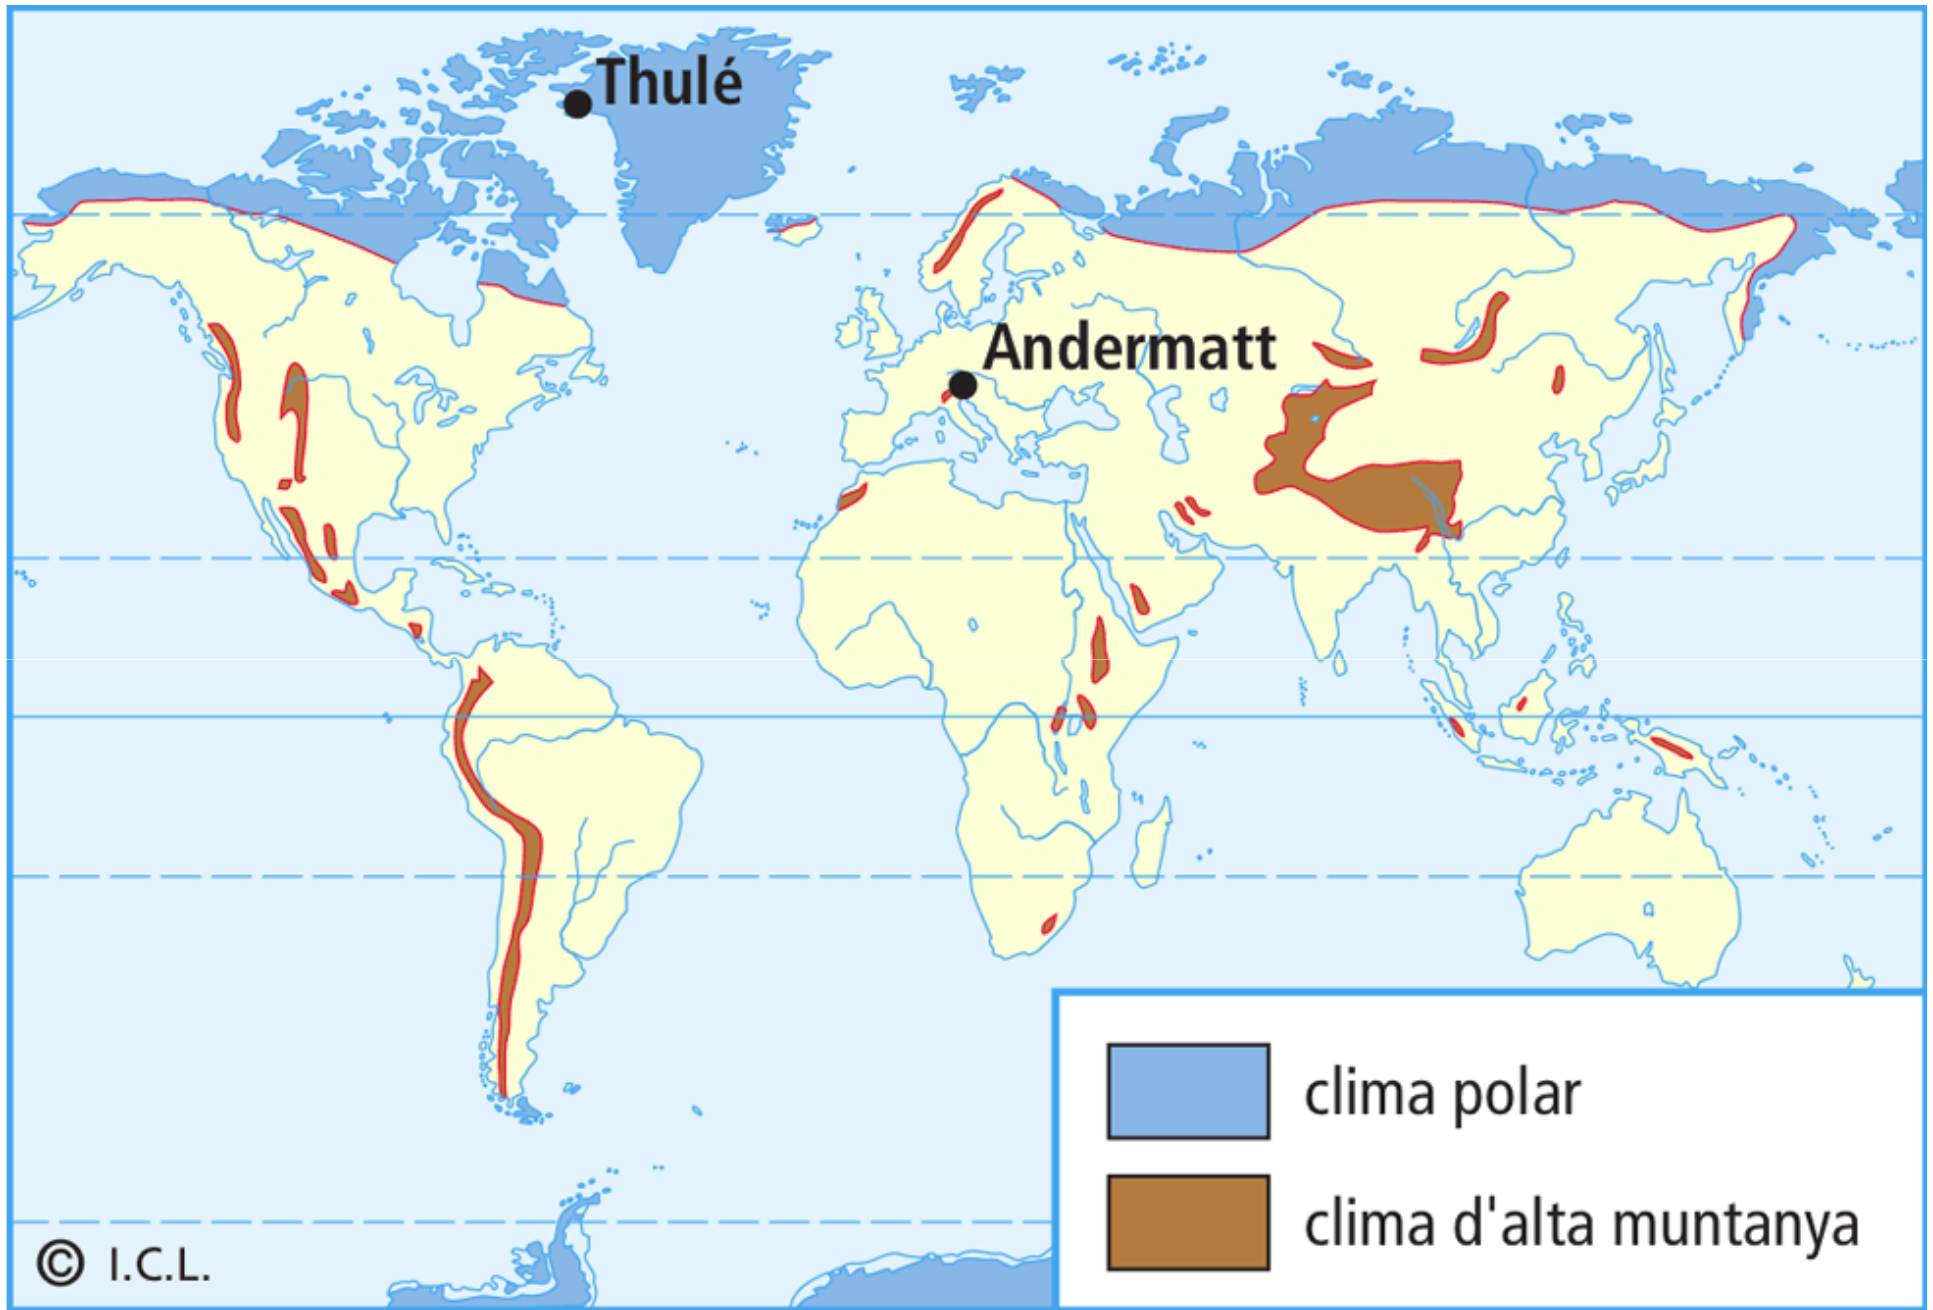 Thulé
Andermatt
clima polar
clima d'alta muntanya
© I.C.L.